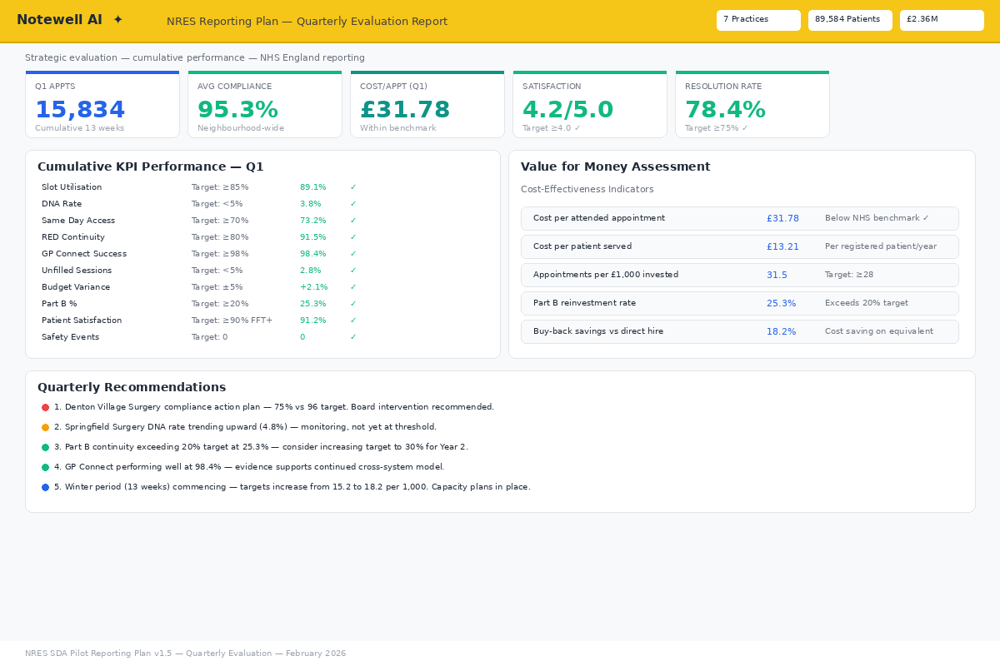 Notewell AI ✦
NRES Reporting Plan — Quarterly Evaluation Report
7 Practices
89,584 Patients
£2.36M
Strategic evaluation — cumulative performance — NHS England reporting
Q1 APPTS
15,834
Cumulative 13 weeks
AVG COMPLIANCE
95.3%
Neighbourhood-wide
COST/APPT (Q1)
£31.78
Within benchmark
SATISFACTION
4.2/5.0
Target ≥4.0 ✓
RESOLUTION RATE
78.4%
Target ≥75% ✓
Cumulative KPI Performance — Q1
Slot Utilisation Target: ≥85% 89.1% ✓
DNA Rate Target: <5% 3.8% ✓
Same Day Access Target: ≥70% 73.2% ✓
RED Continuity Target: ≥80% 91.5% ✓
GP Connect Success Target: ≥98% 98.4% ✓
Unfilled Sessions Target: <5% 2.8% ✓
Budget Variance Target: ±5% +2.1% ✓
Part B % Target: ≥20% 25.3% ✓
Patient Satisfaction Target: ≥90% FFT+ 91.2% ✓
Safety Events Target: 0 0 ✓
Value for Money Assessment
Cost-Effectiveness Indicators
Cost per attended appointment £31.78 Below NHS benchmark ✓
Cost per patient served £13.21 Per registered patient/year
Appointments per £1,000 invested 31.5 Target: ≥28
Part B reinvestment rate 25.3% Exceeds 20% target
Buy-back savings vs direct hire 18.2% Cost saving on equivalent
Quarterly Recommendations
1. Denton Village Surgery compliance action plan — 75% vs 96 target. Board intervention recommended.
2. Springfield Surgery DNA rate trending upward (4.8%) — monitoring, not yet at threshold.
3. Part B continuity exceeding 20% target at 25.3% — consider increasing target to 30% for Year 2.
4. GP Connect performing well at 98.4% — evidence supports continued cross-system model.
5. Winter period (13 weeks) commencing — targets increase from 15.2 to 18.2 per 1,000. Capacity plans in place.
NRES SDA Pilot Reporting Plan v1.5 — Quarterly Evaluation — February 2026